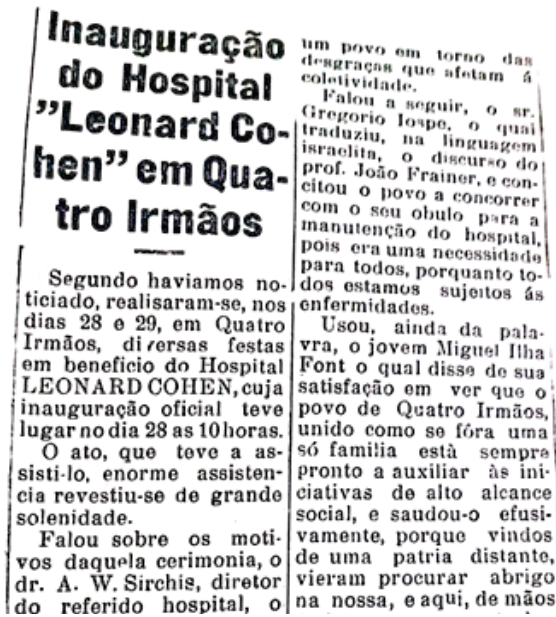 Inauguração
do Hospital
"Leonard Co-
hen" em Qua-
tro Irmãos
Segundo haviamos no-
ticiado, realisaram-se, nos
dias 28 e 29, em Quatro
Irmãos, diversas festas
em beneficio do Hospital
LEONARD COHEN, cuja
inauguração oficial teve
lugar no dia 28 as 10 horas.
O ato, que teve a as-
sisti-lo, enorme assisten-
cia revestiu-se de grande
solenidade.
Falou sobre os moti-
vos daquela cerimonia, o
dr. A. W. Sirchis, diretor
do referido hospital, o
um povo em torno das
desgraças que afetam á
coletividade.
Falou a seguir, o sr.
Gregorio Iospe, o qual
traduziu, na linguagem
israelita, o discurso do
prof. João Frainer, e con-
citou o povo a concorrer
com o seu obulo para a
manutenção do hospital,
pois era uma necessidade
para todos, porquanto to-
dos estamos sujeitos ás
enfermidades.
Usou, ainda da pala-
vra, o jovem Miguel Ilha
Font o qual disse de sua
satisfação em ver que o
povo de Quatro Irmãos,
unido como se fóra uma
só familia està sempre
pronto a auxiliar às ini-
ciativas de alto alcance
social, e saudou-o efusi-
vamente, porque vindos
de uma patria distante,
vieram procurar abrigo
na nossa, e aqui, de mãos